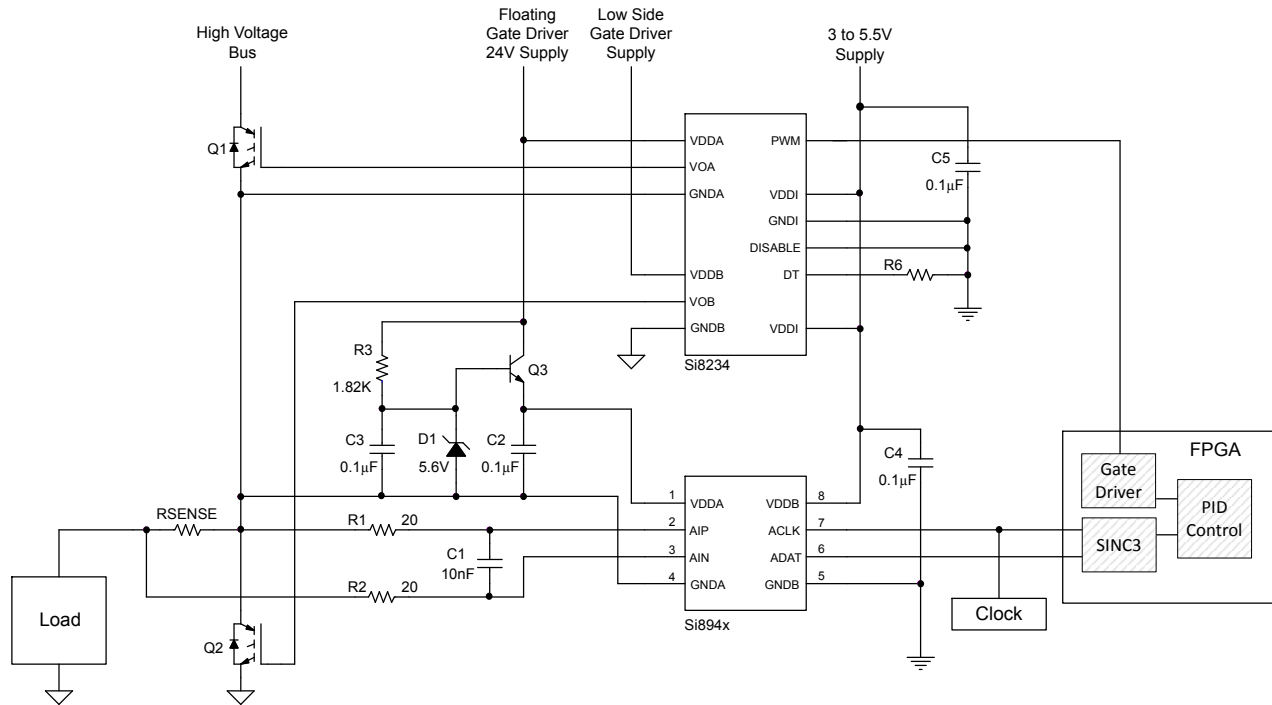 High Voltage
Bus
Floating
Gate Driver
24V Supply
Low Side
Gate Driver
Supply
3 to 5.5V
Supply
Q1
VDDA
VOA
GNDA
VDDB
VOB
GNDB
PWM
VDDI
GNDI
DISABLE
DT
VDDI
Si8234
C5
0.1µF
R6
R3
1.82K
Q3
C3
0.1µF
D1
5.6V
C2
0.1µF
C4
0.1µF
RSENSE
R1 20
C1
10nF
R2 20
Load
Q2
1 VDDA
2 AIP
3 AIN
4 GNDA
VDDB 8
ACLK 7
ADAT 6
GNDB 5
Si894x
Clock
FPGA
Gate
Driver
PID
Control
SINC3